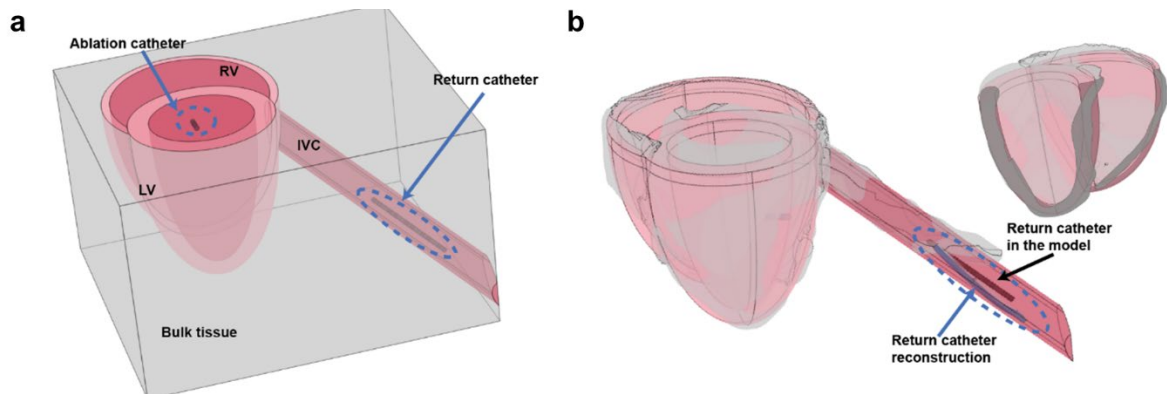 a
Ablation catheter
RV
Return catheter
IVC
LV
Bulk tissue
b
Return catheter
in the model
Return catheter
reconstruction